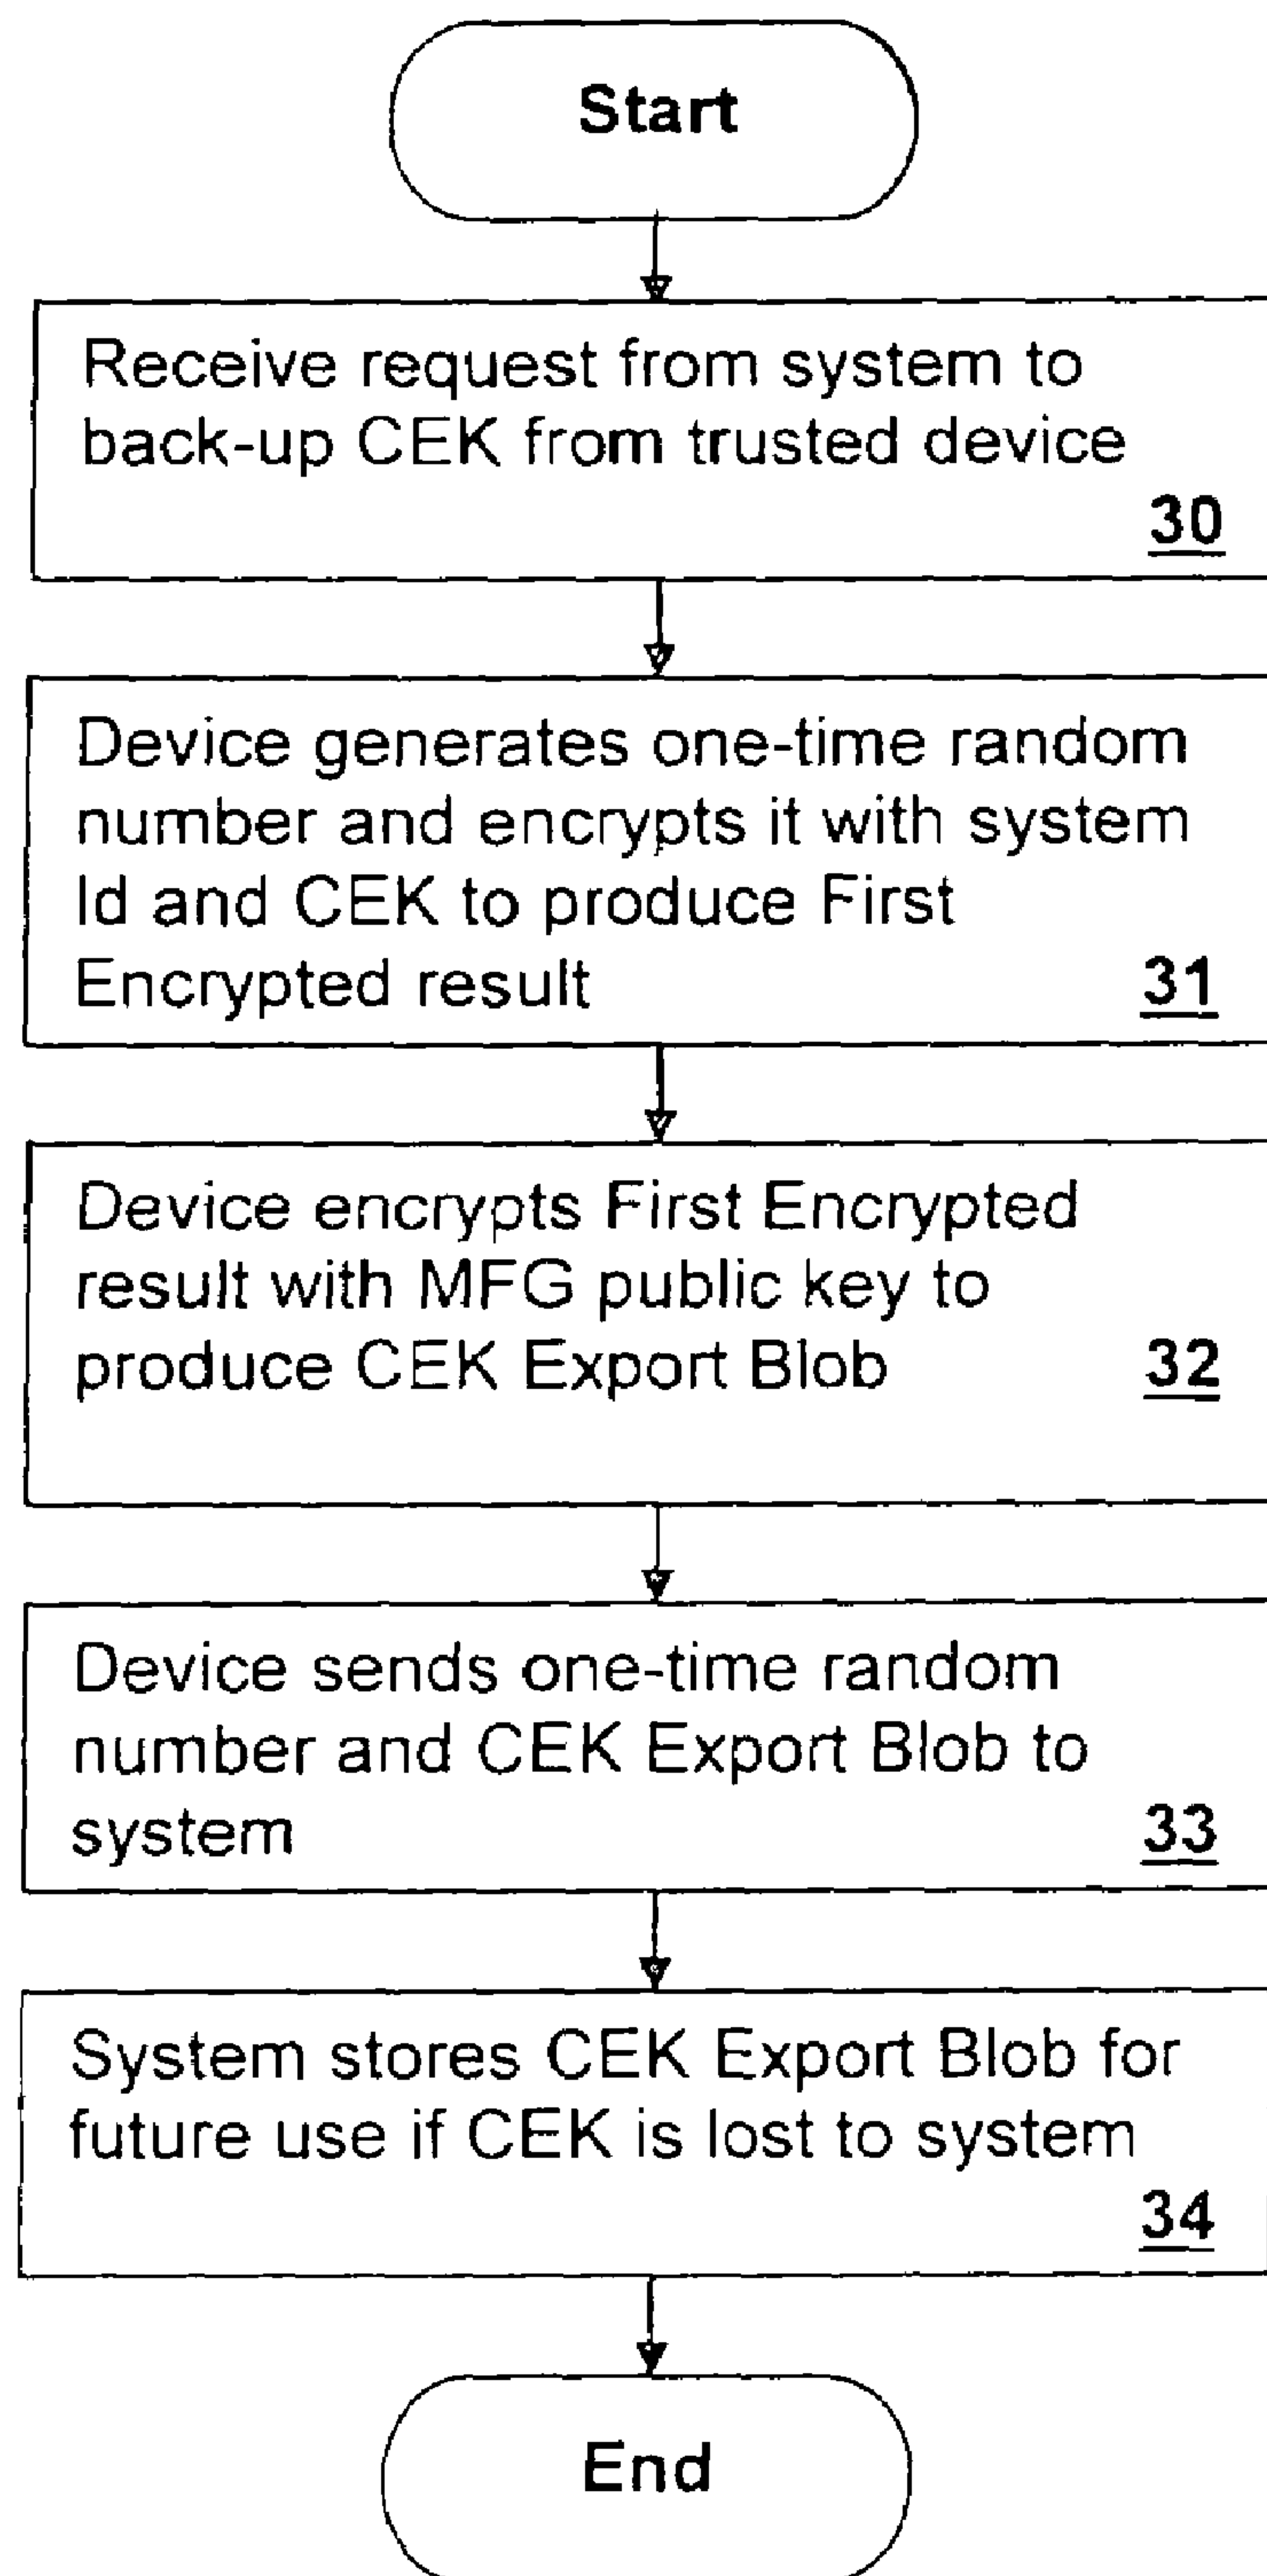 Start
Receive request from system to
back-up CEK from trusted device
30
Device generates one-time random
number and encrypts it with system
Id and CEK to produce First
Encrypted result 31
Device encrypts First Encrypted
result with MFG public key to
produce CEK Export Blob 32
Device sends one-time random
number and CEK Export Blob to
system 33
System stores CEK Export Blob for
future use if CEK is lost to system
34
End